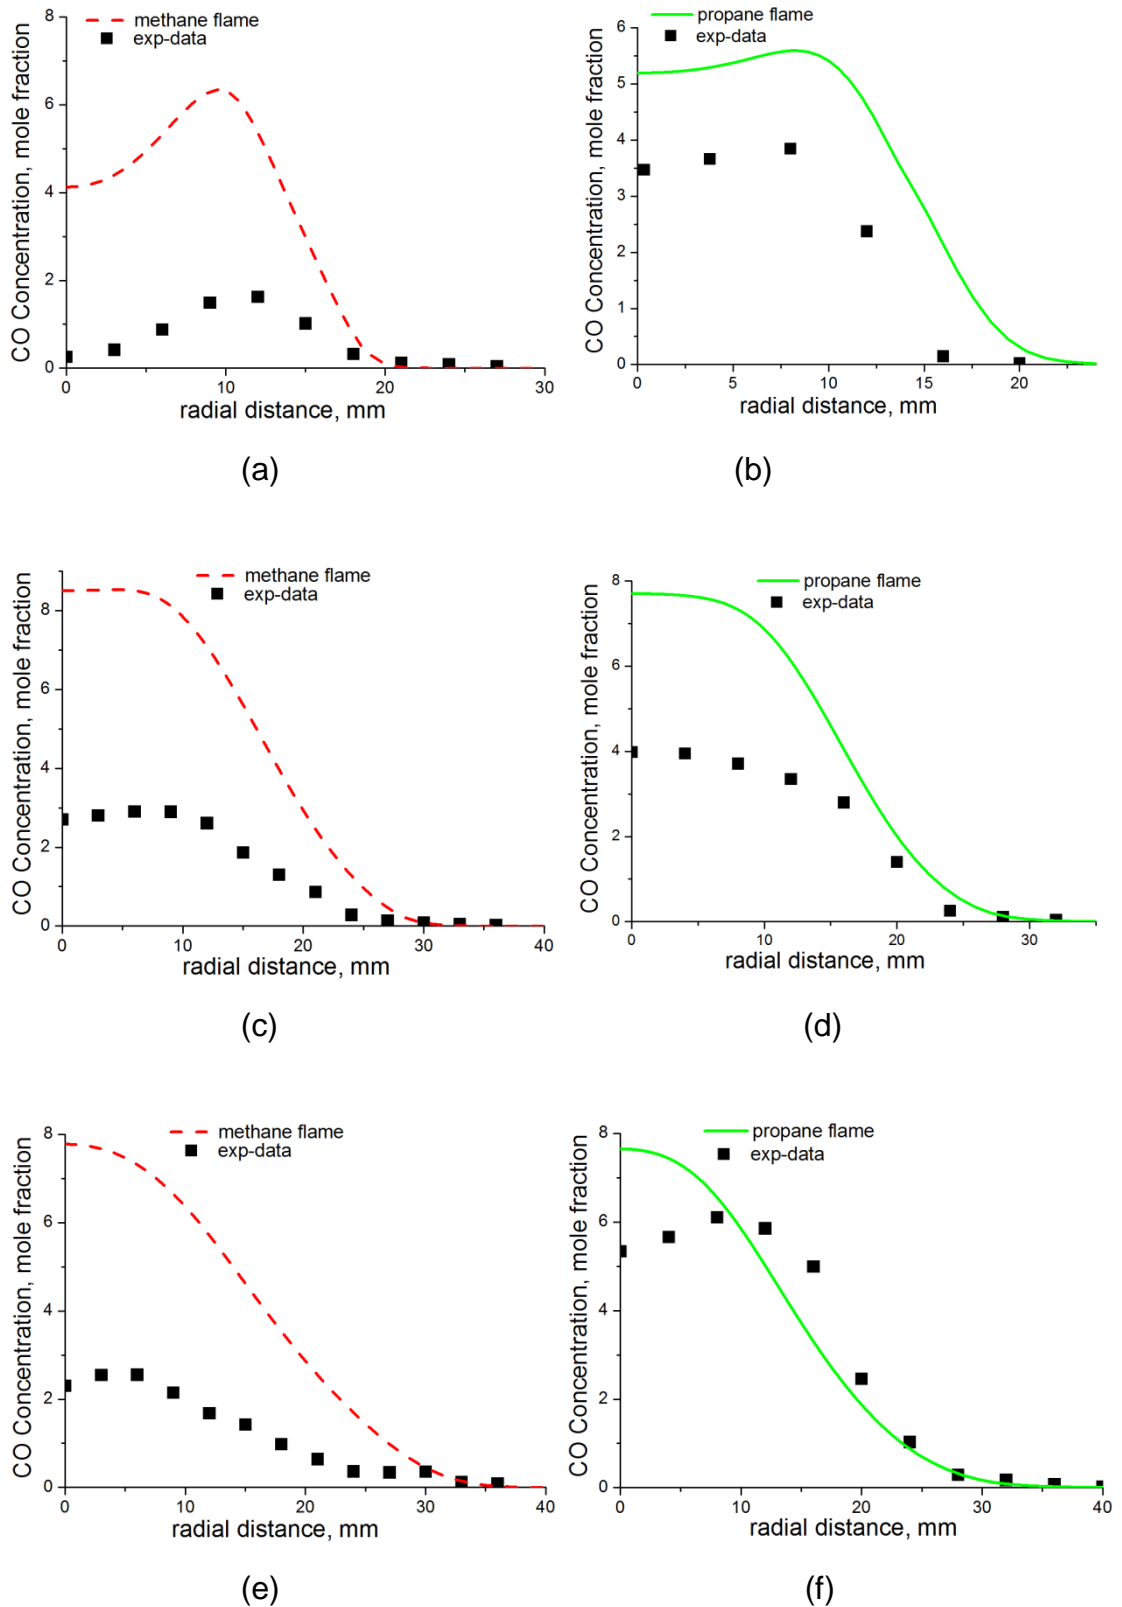 methane flame
exp-data
CO Concentration, mole fraction
8
6
4
2
0
0 10 20 30
radial distance, mm
(a)
propane flame
exp-data
CO Concentration, mole fraction
6
5
4
3
2
1
0
0 5 10 15 20
radial distance, mm
(b)
methane flame
exp-data
CO Concentration, mole fraction
8
6
4
2
0
0 10 20 30 40
radial distance, mm
(c)
propane flame
exp-data
CO Concentration, mole fraction
8
6
4
2
0
0 10 20 30
radial distance, mm
(d)
methane flame
exp-data
CO Concentration, mole fraction
8
6
4
2
0
0 10 20 30 40
radial distance, mm
(e)
propane flame
exp-data
CO Concentration, mole fraction
8
6
4
2
0
0 10 20 30 40
radial distance, mm
(f)